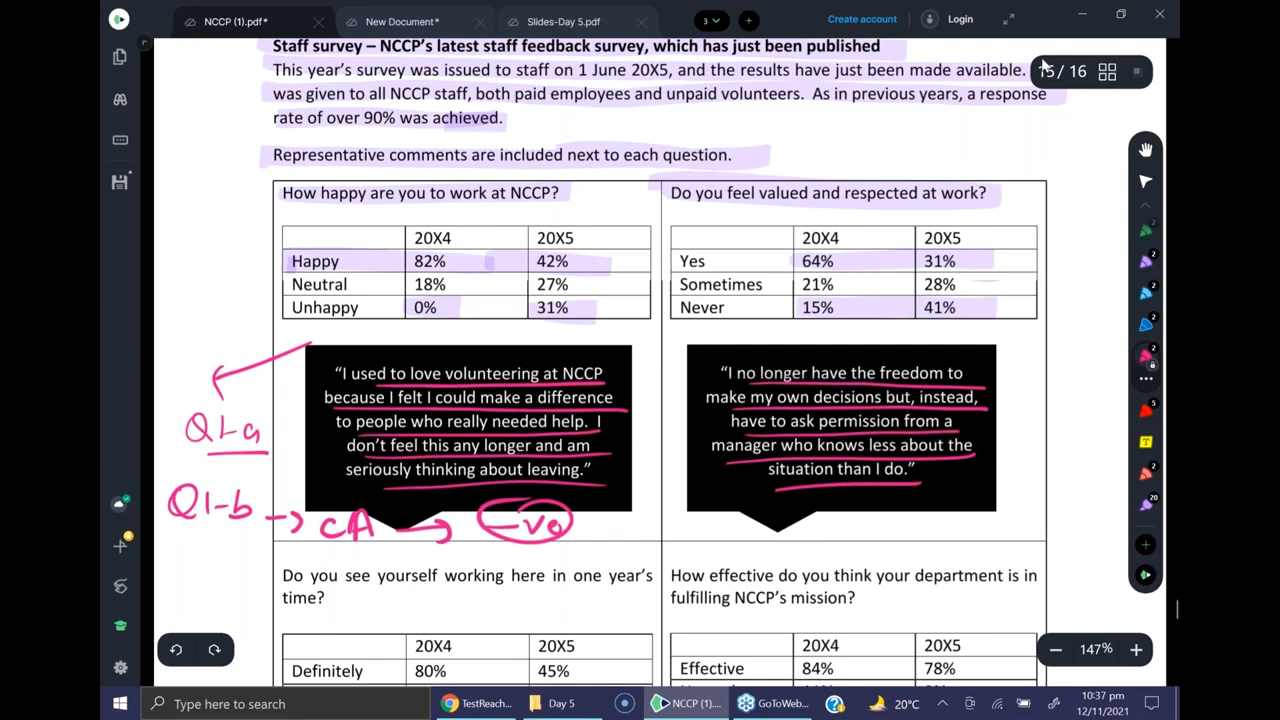 NCCP (1).pdf*
New Document*
Slides-Day 5.pdf
3
Create account
Login
Staff survey – NCCP's latest staff feedback survey, which has just been published
This year's survey was issued to staff on 1 June 20X5, and the results have just been made available.
15/ 16
was given to all NCCP staff, both paid employees and unpaid volunteers. As in previous years, a response
rate of over 90% was achieved.
Representative comments are included next to each question.
How happy are you to work at NCCP?
20X4 20X5
Happy 82% 42%
Neutral 18% 27%
Unhappy 0% 31%
"I used to love volunteering at NCCP
because I felt I could make a difference
to people who really needed help. I
don't feel this any longer and am
seriously thinking about leaving."
Do you feel valued and respected at work?
20X4 20X5
Yes 64% 31%
Sometimes 21% 28%
Never 15% 41%
"I no longer have the freedom to
make my own decisions but, instead,
have to ask permission from a
manager who knows less about the
situation than I do."
Q1-a
Q1-b → CA → -ve
Do you see yourself working here in one year's
time?
20X4 20X5
Definitely 80% 45%
How effective do you think your department is in
fulfilling NCCP's mission?
20X4 20X5
Effective 84% 78%
2
2
2
2
2
5
T 2
2
20
147%
Type here to search
TestReach...
Day 5
NCCP (1)....
GoToWeb...
20°C
10:37 pm
12/11/2021